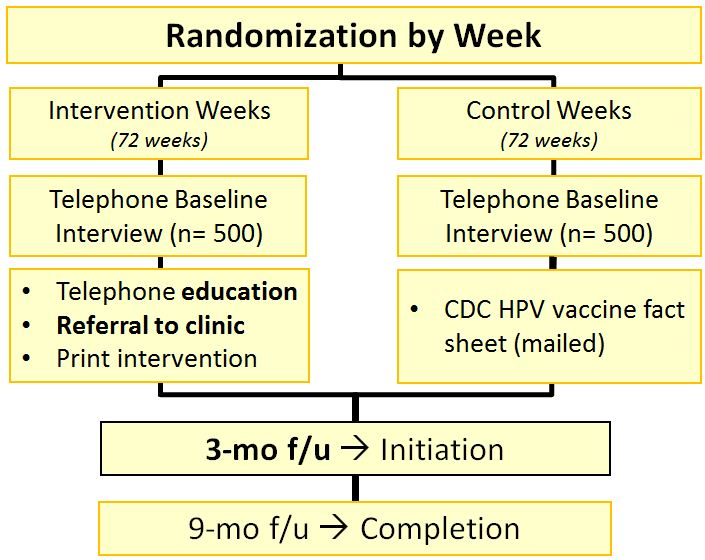 Randomization by Week
Intervention Weeks
(72 weeks)
Control Weeks
(72 weeks)
Telephone Baseline
Interview (n= 500)
Telephone Baseline
Interview (n= 500)
• Telephone education
• Referral to clinic
• Print intervention
• CDC HPV vaccine fact
sheet (mailed)
3-mo f/u → Initiation
9-mo f/u → Completion